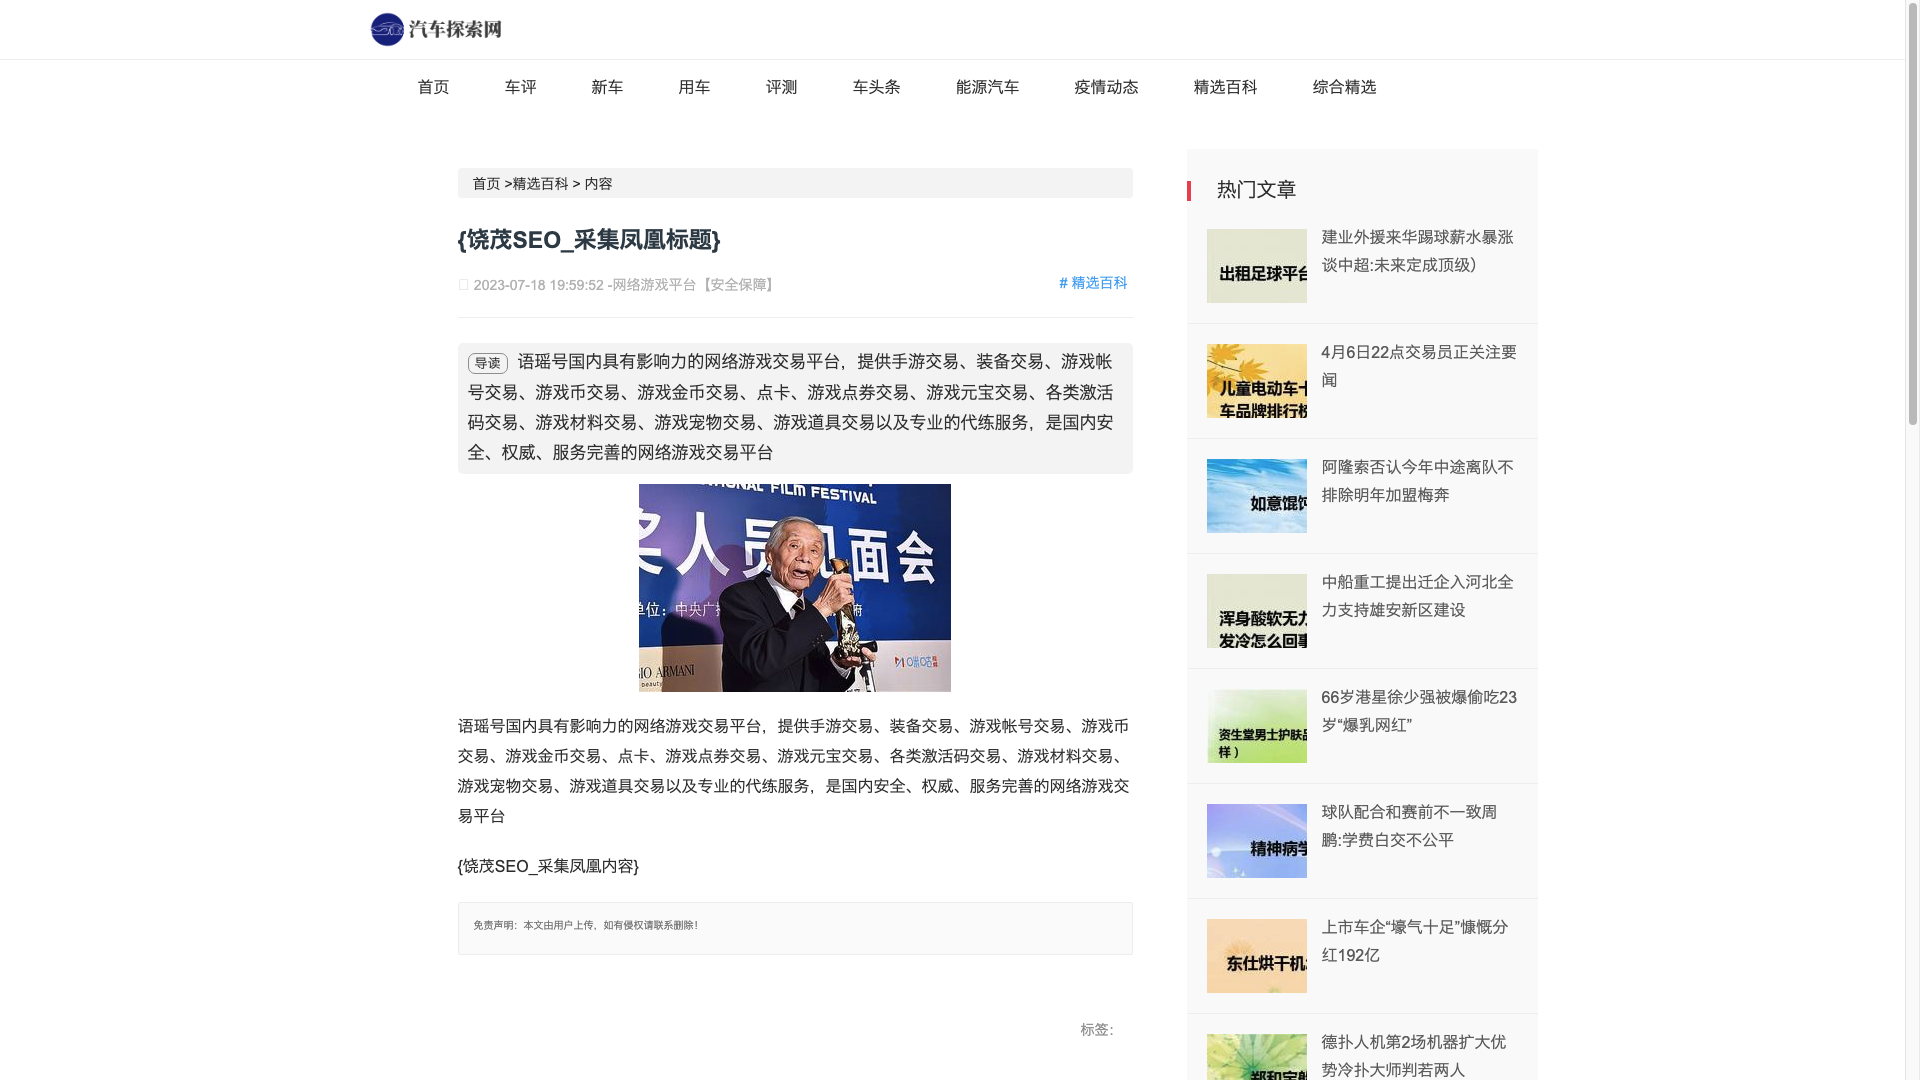 汽车探索网
首页 车评 新车 用车 评测 车头条 能源汽车 疫情动态 精选百科 综合精选
首页 >精选百科 > 内容
{饶茂SEO_采集凤凰标题}
2023-07-18 19:59:52 -网络游戏平台【安全保障】
# 精选百科
导读 语瑶号国内具有影响力的网络游戏交易平台，提供手游交易、装备交易、游戏帐
号交易、游戏币交易、游戏金币交易、点卡、游戏点券交易、游戏元宝交易、各类激活
码交易、游戏材料交易、游戏宠物交易、游戏道具交易以及专业的代练服务，是国内安
全、权威、服务完善的网络游戏交易平台
NATIONAL FILM FESTIVAL
奖人员见面会
单位：中央广
IO ARMANI
beauty
咪咕
语瑶号国内具有影响力的网络游戏交易平台，提供手游交易、装备交易、游戏帐号交易、游戏币
交易、游戏金币交易、点卡、游戏点券交易、游戏元宝交易、各类激活码交易、游戏材料交易、
游戏宠物交易、游戏道具交易以及专业的代练服务，是国内安全、权威、服务完善的网络游戏交
易平台
{饶茂SEO_采集凤凰内容}
免责声明：本文由用户上传，如有侵权请联系删除！
标签：
热门文章
出租足球平台
建业外援来华踢球薪水暴涨
谈中超:未来定成顶级）
儿童电动车十
车品牌排行榜
4月6日22点交易员正关注要
闻
如意馄饨
阿隆索否认今年中途离队不
排除明年加盟梅奔
浑身酸软无力
发冷怎么回事
中船重工提出迁企入河北全
力支持雄安新区建设
资生堂男士护肤品
样）
66岁港星徐少强被爆偷吃23
岁“爆乳网红”
精神病学
球队配合和赛前不一致周
鹏:学费白交不公平
东仕烘干机
上市车企“壕气十足”慷慨分
红192亿
郑和宝船
德扑人机第2场机器扩大优
势冷扑大师判若两人